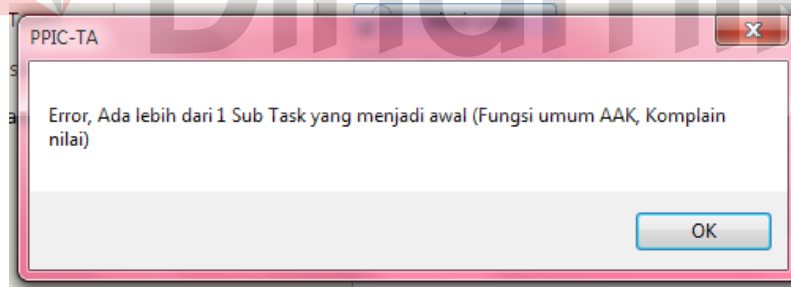 PPIC-TA
Error, Ada lebih dari 1 Sub Task yang menjadi awal (Fungsi umum AAK, Komplain
nilai)
OK